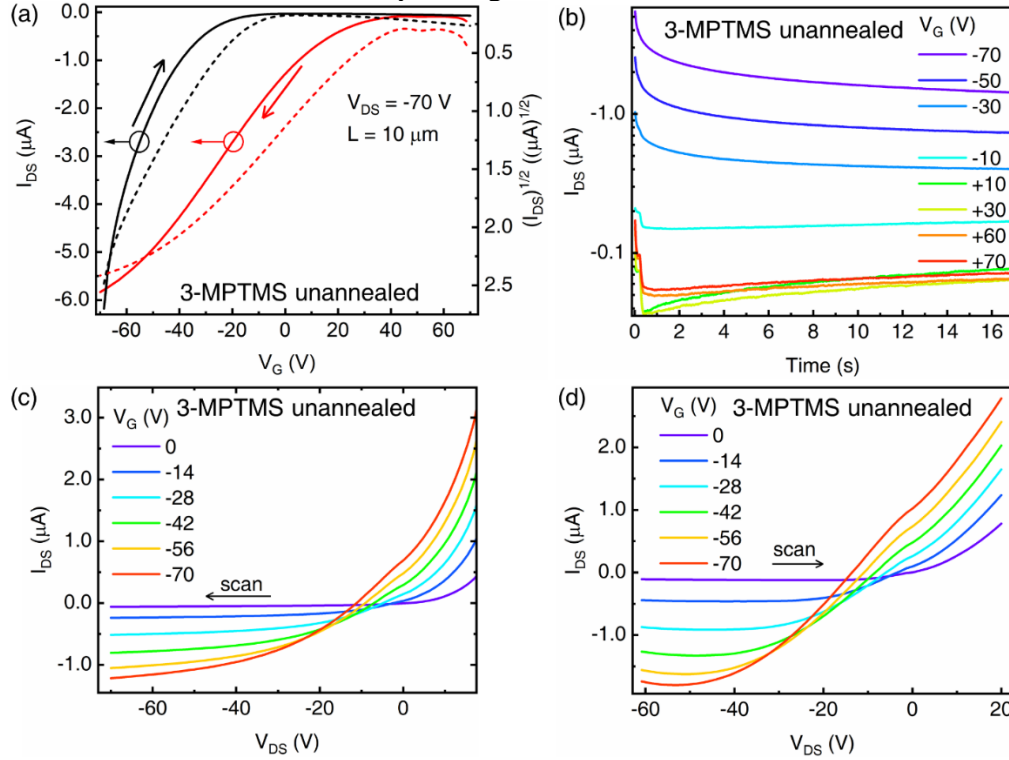 (a)
0.0
-1.0
-2.0
-3.0
-4.0
-5.0
-6.0
I_DS (μA)
V_DS = -70 V
L = 10 μm
3-MPTMS unannealed
0.5
1.0
1.5
2.0
2.5
(I_DS)^1/2 ((μA)^1/2)
-60 -40 -20 0 20 40 60
V_G (V)
(b)
3-MPTMS unannealed
V_G (V)
-70
-50
-30
-10
+10
+30
+60
+70
-1.0
-0.1
I_DS (μA
0 2 4 6 8 10 12 14 16
Time (s)
(c)
V_G (V)
3-MPTMS unannealed
0
-14
-28
-42
-56
-70
scan
3.0
2.0
1.0
0.0
-1.0
I_DS (μA)
-60 -40 -20 0
V_DS (V)
(d)
V_G (V)
3-MPTMS unannealed
0
-14
-28
-42
-56
-70
scan
2.0
1.0
0.0
-1.0
I_DS (μA)
-60 -40 -20 0 20
V_DS (V)